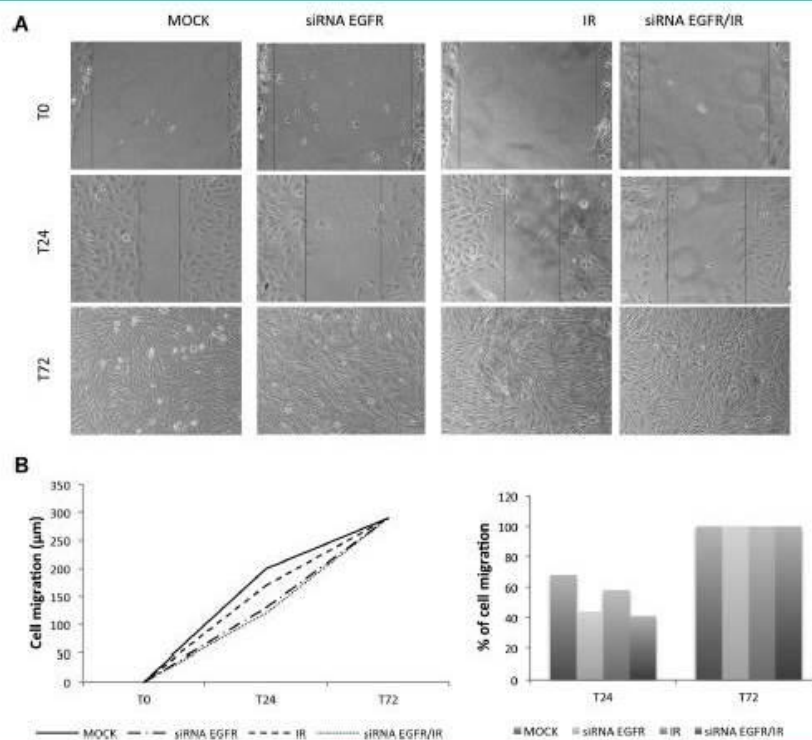 A
MOCK siRNA EGFR IR siRNA EGFR/IR
T0
T24
T72
B
Cell migration (µm)
350
300
250
200
150
100
50
0
T0 T24 T72
MOCK siRNA EGFR IR siRNA EGFR/IR
% of cell migration
120
100
80
60
40
20
0
T24 T72
MOCK siRNA EGFR IR siRNA EGFR/IR